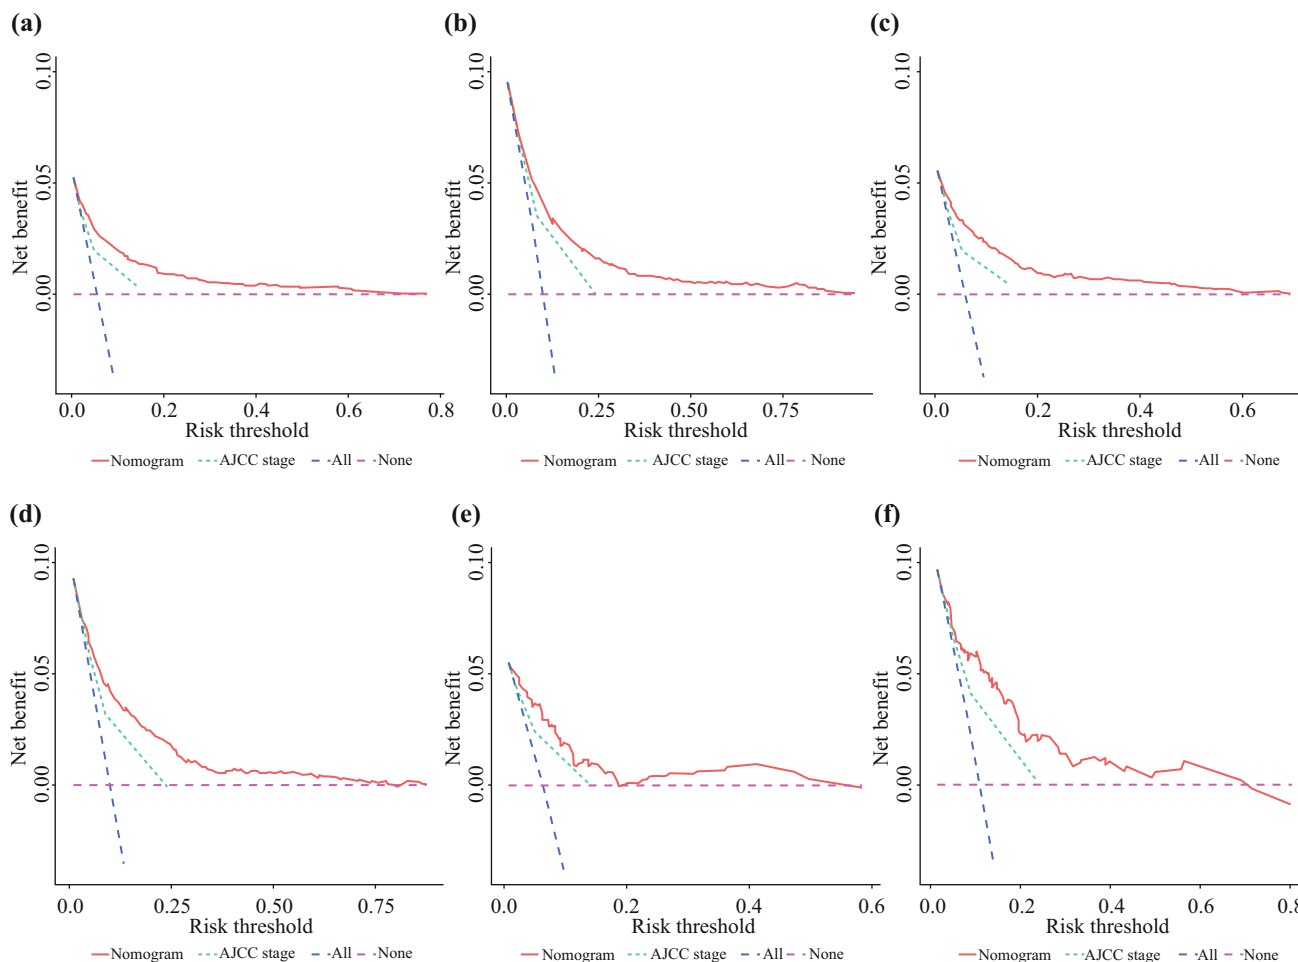 (a)
0.10
0.05
0.00
Net benefit
0.0 0.2 0.4 0.6 0.8
Risk threshold
Nomogram AJCC stage All None
(b)
0.10
0.05
0.00
Net benefit
0.0 0.25 0.50 0.75
Risk threshold
Nomogram AJCC stage All None
(c)
0.10
0.05
0.00
Net benefit
0.0 0.2 0.4 0.6
Risk threshold
Nomogram AJCC stage All None
(d)
0.10
0.05
0.00
Net benefit
0.0 0.25 0.50 0.75
Risk threshold
Nomogram AJCC stage All None
(e)
0.10
0.05
0.00
Net benefit
0.0 0.2 0.4 0.6
Risk threshold
Nomogram AJCC stage All None
(f)
0.10
0.05
0.00
Net benefit
0.0 0.2 0.4 0.6 0.8
Risk threshold
Nomogram AJCC stage All None